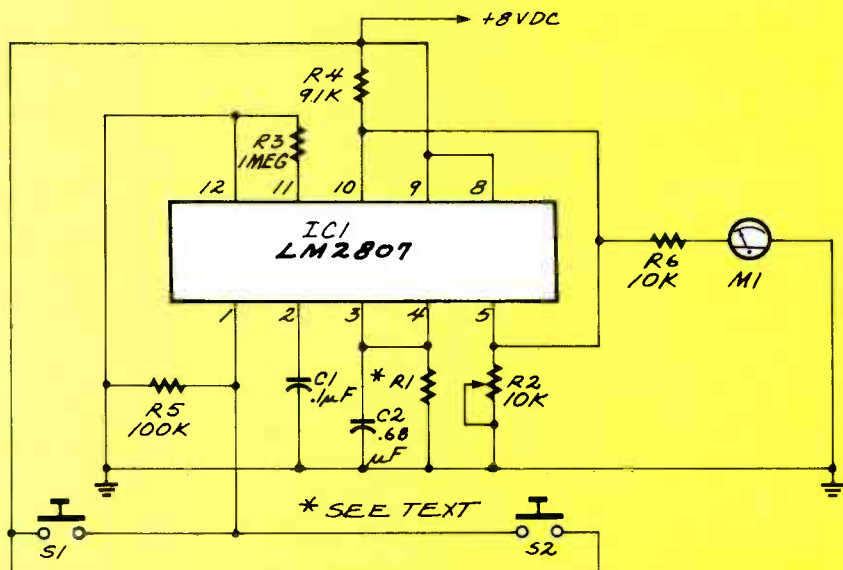 +8VDC
R4
9.1K
R3
1MEG
12 11 10 9 8
IC1
LM2807
R6
10K
M1
1 2 3 4 5
R5
100K
C1
.1µF
C2
.68
µF
* R1
R2
10K
* SEE TEXT
S1
S2